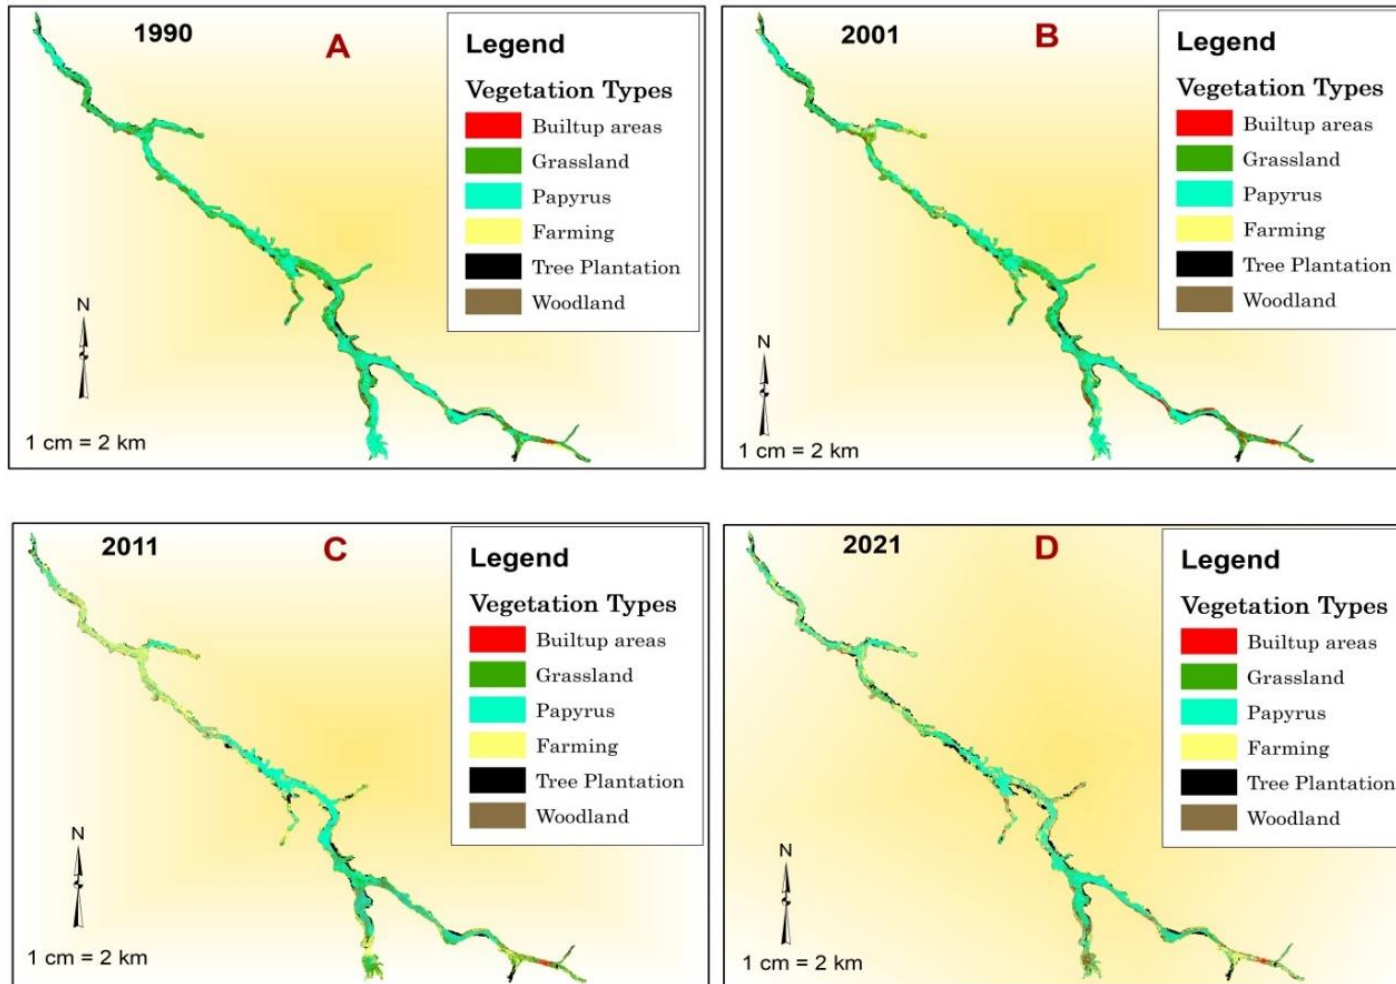 1990
A
Legend
Vegetation Types
Builtup areas
Grassland
Papyrus
Farming
Tree Plantation
Woodland
N
1 cm = 2 km
2001
B
Legend
Vegetation Types
Builtup areas
Grassland
Papyrus
Farming
Tree Plantation
Woodland
N
1 cm = 2 km
2011
C
Legend
Vegetation Types
Builtup areas
Grassland
Papyrus
Farming
Tree Plantation
Woodland
N
1 cm = 2 km
2021
D
Legend
Vegetation Types
Builtup areas
Grassland
Papyrus
Farming
Tree Plantation
Woodland
N
1 cm = 2 km